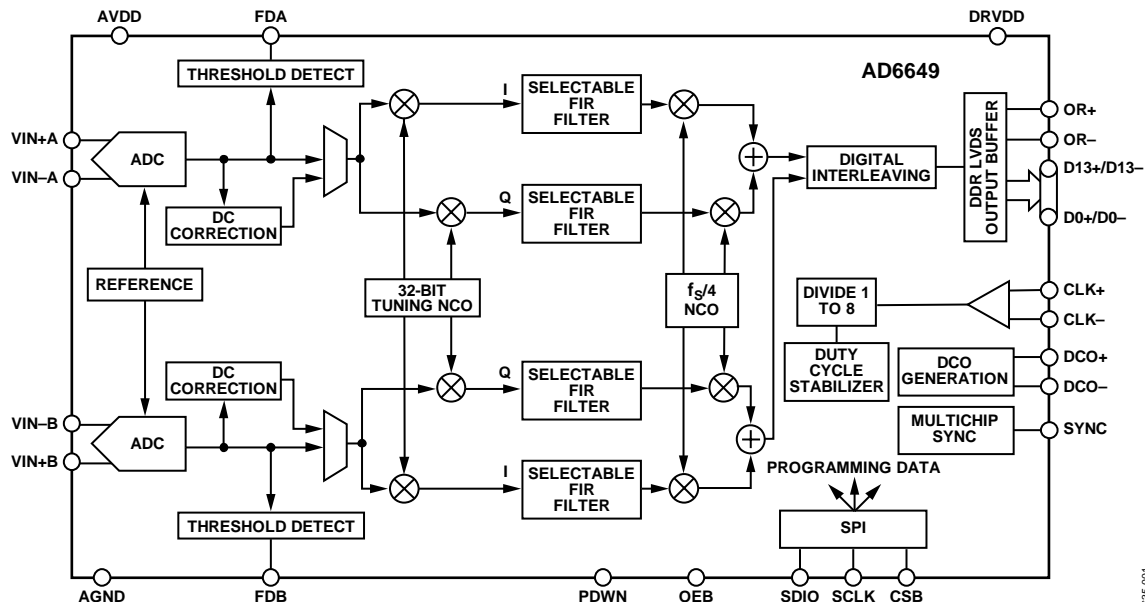 AVDD
FDA
DRVDD
THRESHOLD DETECT
AD6649
VIN+A
VIN–A
ADC
DC
CORRECTION
REFERENCE
I
SELECTABLE
FIR
FILTER
Q
SELECTABLE
FIR
FILTER
32-BIT
TUNING NCO
fS/4
NCO
DIGITAL
INTERLEAVING
DDR LVDS
OUTPUT BUFFER
OR+
OR–
D13+/D13–
D0+/D0–
DIVIDE 1
TO 8
CLK+
CLK–
DUTY
CYCLE
STABILIZER
DCO
GENERATION
DCO+
DCO–
MULTICHIP
SYNC
SYNC
DC
CORRECTION
VIN–B
VIN+B
ADC
Q
SELECTABLE
FIR
FILTER
I
SELECTABLE
FIR
FILTER
THRESHOLD DETECT
PROGRAMMING DATA
SPI
AGND
FDB
PDWN
OEB
SDIO
SCLK
CSB